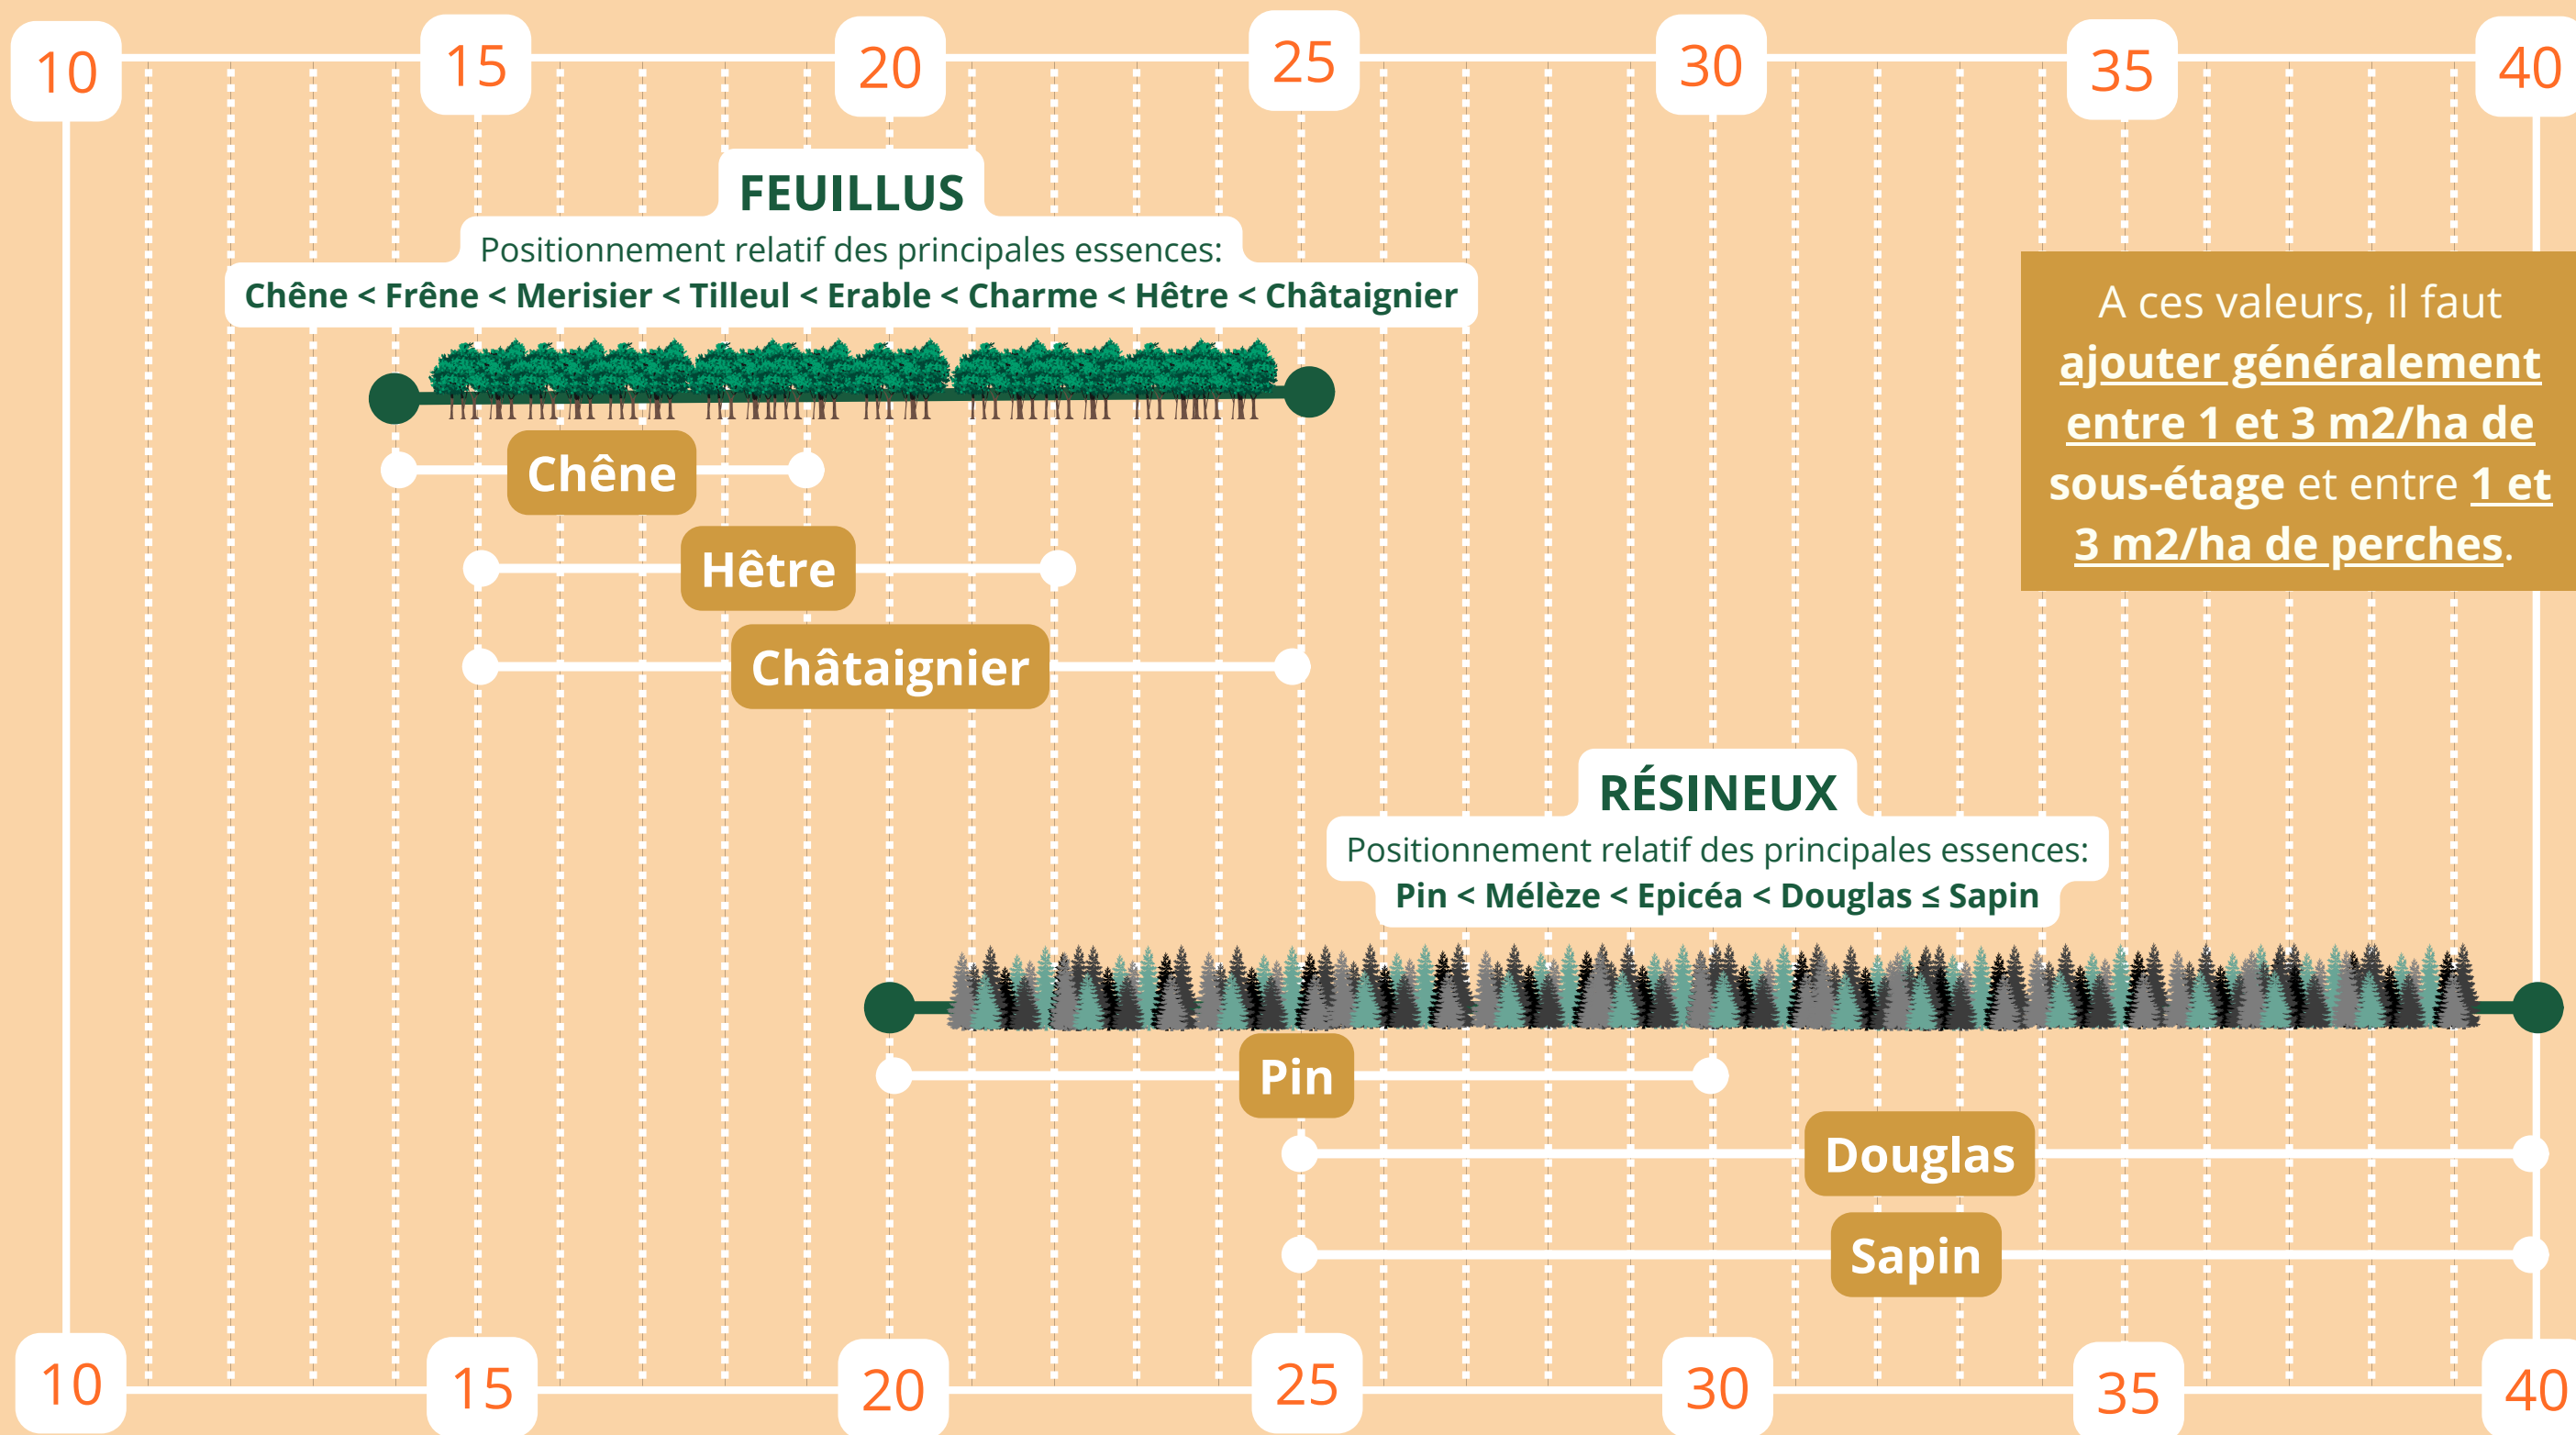 10
15
20
25
30
35
40
FEUILLUS
Positionnement relatif des principales essences:
Chêne < Frêne < Merisier < Tilleul < Erable < Charme < Hêtre < Châtaignier
A ces valeurs, il faut
ajouter généralement
entre 1 et 3 m2/ha de
sous-étage et entre 1 et
3 m2/ha de perches.
Chêne
Hêtre
Châtaignier
RÉSINEUX
Positionnement relatif des principales essences:
Pin < Mélèze < Epicéa < Douglas ≤ Sapin
Pin
Douglas
Sapin
10
15
20
25
30
35
40